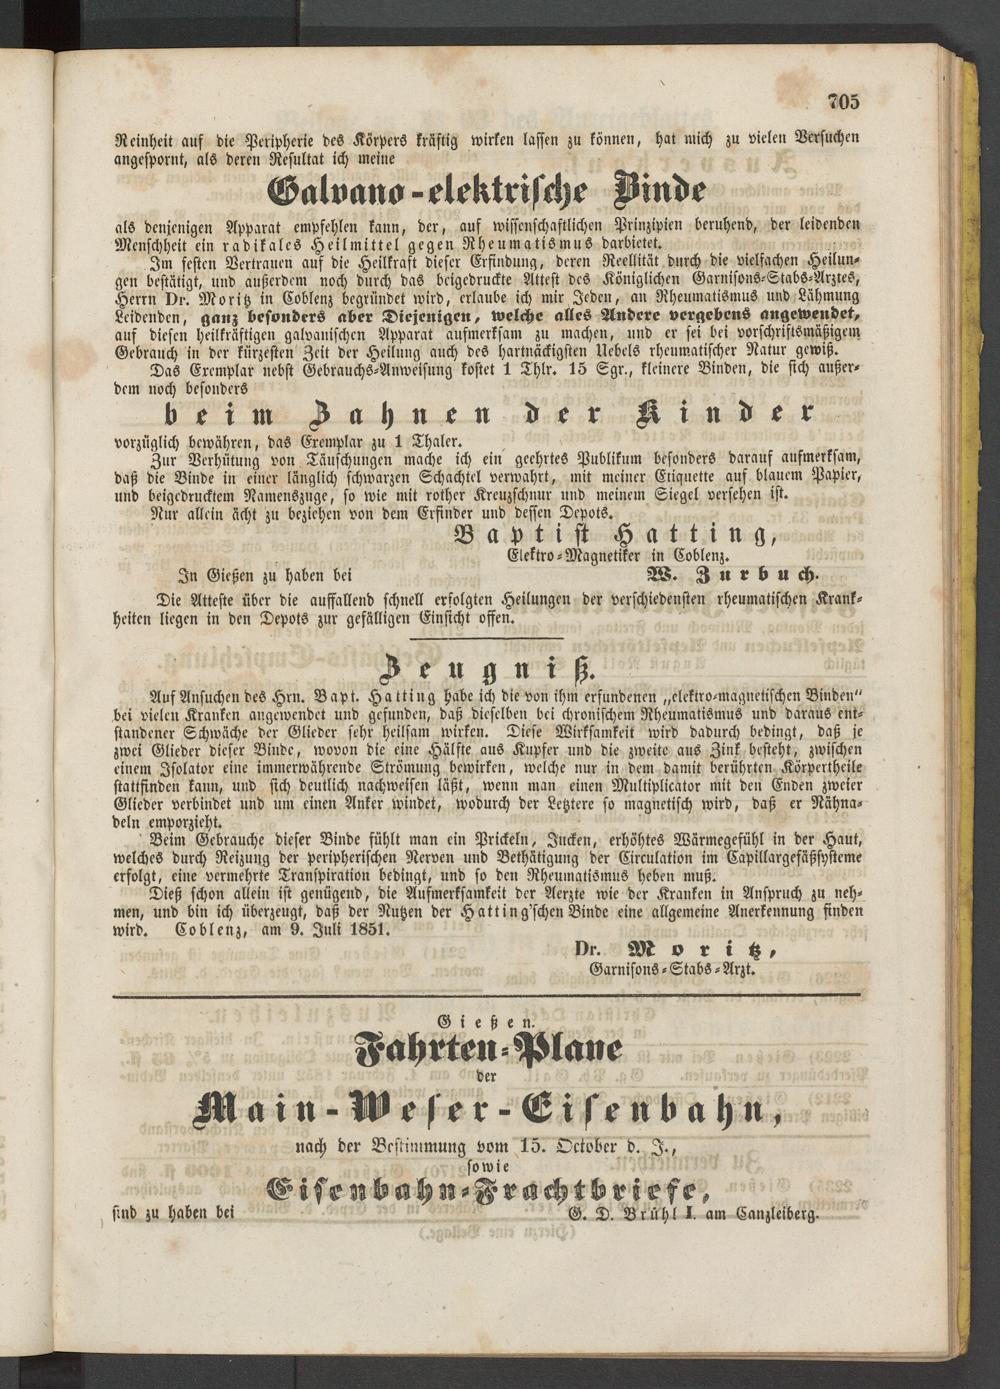 705
Reinheit auf die Peripherie des Körpers kräftig wirken lassen zu können, hat mich zu vielen Versuchen
angespornt, als deren Resultat ich meine
Galvano-elektrische Binde
als denjenigen Apparat empfehlen kann, der, auf wissenschaftlichen Prinzipien beruhend, der leidenden
Menschheit ein radikales Heilmittel gegen Rheumatismus darbietet.
Im festen Vertrauen auf die Heilkraft dieser Erfindung, deren Reellität durch die vielfachen Heilun-
gen bestätigt, und außerdem noch durch das beigedruckte Attest des Königlichen Garnisons-Stabs-Arztes,
Herrn Dr. Moritz in Coblenz begründet wird, erlaube ich mir Jeden, an Rheumatismus und Lähmung
Leidenden, ganz besonders aber Diejenigen, welche alles Andere vergebens angewendet,
auf diesen heilkräftigen galvanischen Apparat aufmerksam zu machen, und er sei bei vorschriftsmäßigem
Gebrauch in der kürzesten Zeit der Heilung auch des hartnäckigsten Uebels rheumatischer Natur gewiß.
Das Exemplar nebst Gebrauchs-Anweisung kostet 1 Thlr. 15 Sgr., kleinere Binden, die sich außer-
dem noch besonders
beim Zahnen der Kinder
vorzüglich bewähren, das Exemplar zu 1 Thaler.
Zur Verhütung von Täuschungen mache ich ein geehrtes Publikum besonders darauf aufmerksam,
daß die Binde in einer länglich schwarzen Schachtel verwahrt, mit meiner Etiquette auf blauem Papier,
und beigedrucktem Namenszuge, so wie mit rother Kreuzschnur und meinem Siegel versehen ist.
Nur allein ächt zu beziehen von dem Erfinder und dessen Depots.
Baptist Hatting,
Elektro-Magnetiker in Coblenz.
In Gießen zu haben bei W. Zurbuch.
Die Atteste über die auffallend schnell erfolgten Heilungen der verschiedensten rheumatischen Krank-
heiten liegen in den Depots zur gefälligen Einsicht offen.
Zeugniß.
Auf Ansuchen des Hrn. Bapt. Hatting habe ich die von ihm erfundenen „elektro-magnetischen Binden“
bei vielen Kranken angewendet und gefunden, daß dieselben bei chronischem Rheumatismus und daraus ent-
standener Schwäche der Glieder sehr heilsam wirken. Diese Wirksamkeit wird dadurch bedingt, daß je
zwei Glieder dieser Binde, wovon die eine Hälfte aus Kupfer und die zweite aus Zink besteht, zwischen
einem Isolator eine immerwährende Strömung bewirken, welche nur in dem damit berührten Körpertheile
stattfinden kann, und sich deutlich nachweisen läßt, wenn man einen Multiplicator mit den Enden zweier
Glieder verbindet und um einen Anker windet, wodurch der Letztere so magnetisch wird, daß er Nähna-
deln emporzieht.
Beim Gebrauche dieser Binde fühlt man ein Prickeln, Jucken, erhöhtes Wärmegefühl in der Haut,
welches durch Reizung der peripherischen Nerven und Bethätigung der Circulation im Capillargefäßsysteme
erfolgt, eine vermehrte Transpiration bedingt, und so den Rheumatismus heben muß.
Dieß schon allein ist genügend, die Aufmerksamkeit der Aerzte wie der Kranken in Anspruch zu neh-
men, und bin ich überzeugt, daß der Nutzen der Hatting'schen Binde eine allgemeine Anerkennung finden
wird. Coblenz, am 9. Juli 1851.
Dr. Moritz,
Garnisons-Stabs-Arzt.
Gießen.
Fahrten-Plane
der
Main-Weser-Eisenbahn,
nach der Bestimmung vom 15. October d. J.,
sowie
Eisenbahn-Frachtbriefe,
sind zu haben bei G. D. Brühl I. am Canzleiberg.